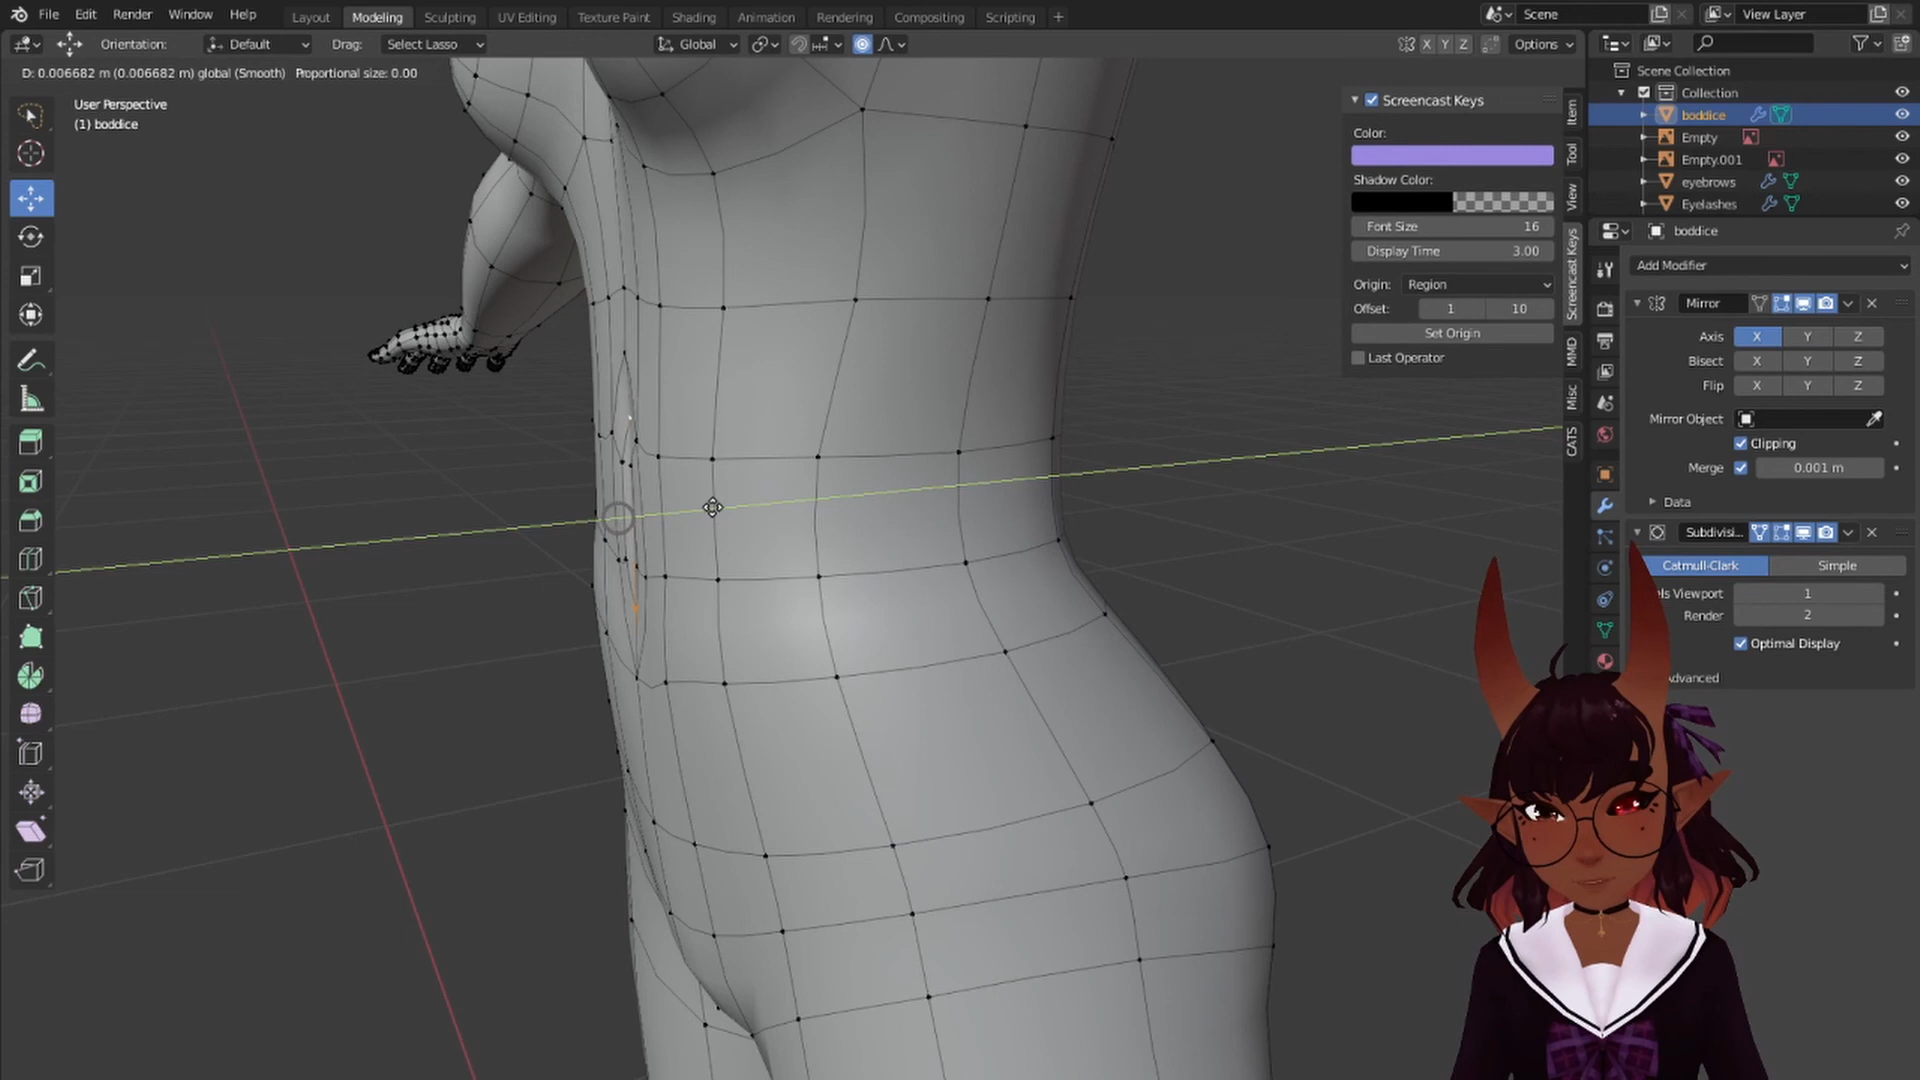 File Edit Render Window Help Layout Modeling Sculpting UV Editing Texture Paint Shading Animation Rendering Compositing Scripting + Scene View Layer
Orientation: Default Drag: Select Lasso Global X Y Z Options
D: 0.006682 m (0.006682 m) global (Smooth) Proportional size: 0.00
User Perspective
(1) boddice
Screencast Keys
Color:
Shadow Color:
Font Size 16
Display Time 3.00
Origin: Region
Offset: 1 10
Set Origin
Last Operator
Item
Tool
View
Screencast Keys
MMD
Misc
CATS
Scene Collection
Collection
boddice
Empty
Empty.001
eyebrows
Eyelashes
boddice
Add Modifier
Mirror
Axis X Y Z
Bisect X Y Z
Flip X Y Z
Mirror Object
Clipping
Merge 0.001 m
Data
Subdivisi...
Catmull-Clark Simple
els Viewport 1
Render 2
Optimal Display
Advanced